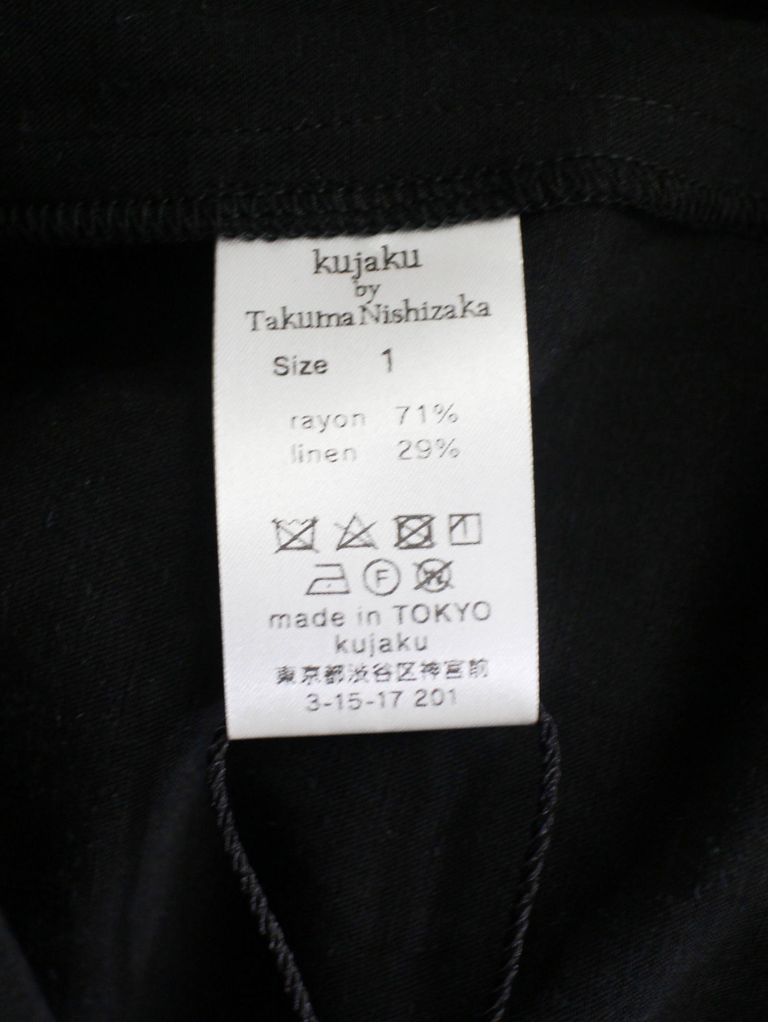 kujaku
by
Takuma Nishizaka
Size 1
rayon 71%
linen 29%
F
made in TOKYO
kujaku
東京都渋谷区神宮前
3-15-17 201